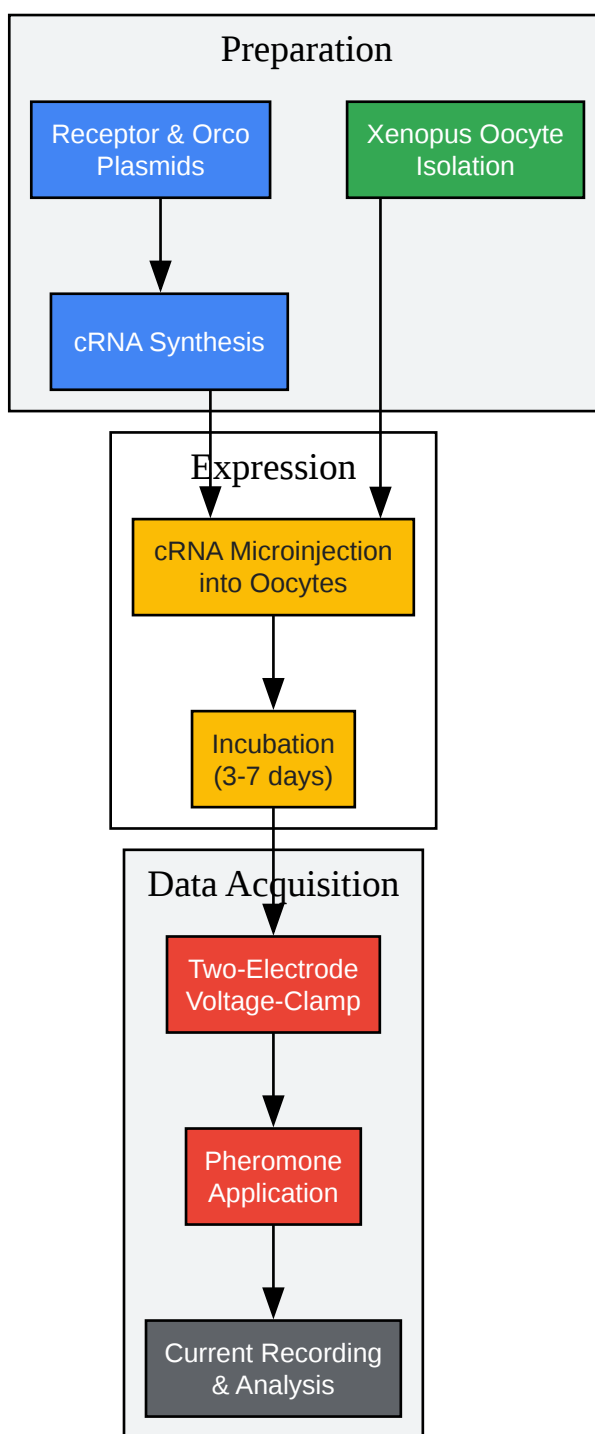 Preparation
Receptor & Orco
Plasmids
Xenopus Oocyte
Isolation
cRNA Synthesis
Expression
cRNA Microinjection
into Oocytes
Incubation
(3-7 days)
Data Acquisition
Two-Electrode
Voltage-Clamp
Pheromone
Application
Current Recording
& Analysis